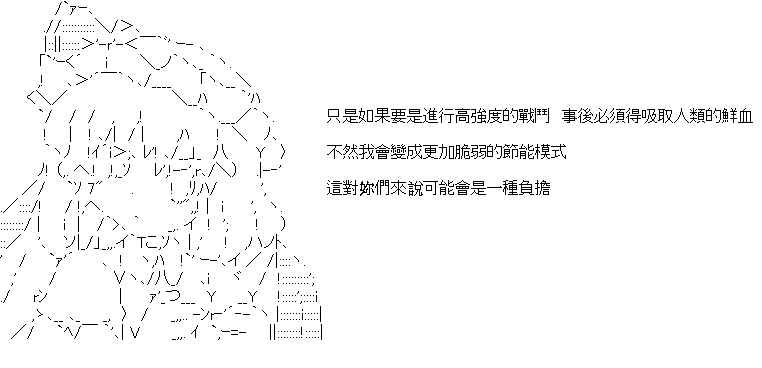 只是如果要是進行高強度的戰鬥　事後必須得吸取人類的鮮血
不然我會變成更加脆弱的節能模式
這對妳們來說可能會是一種負擔